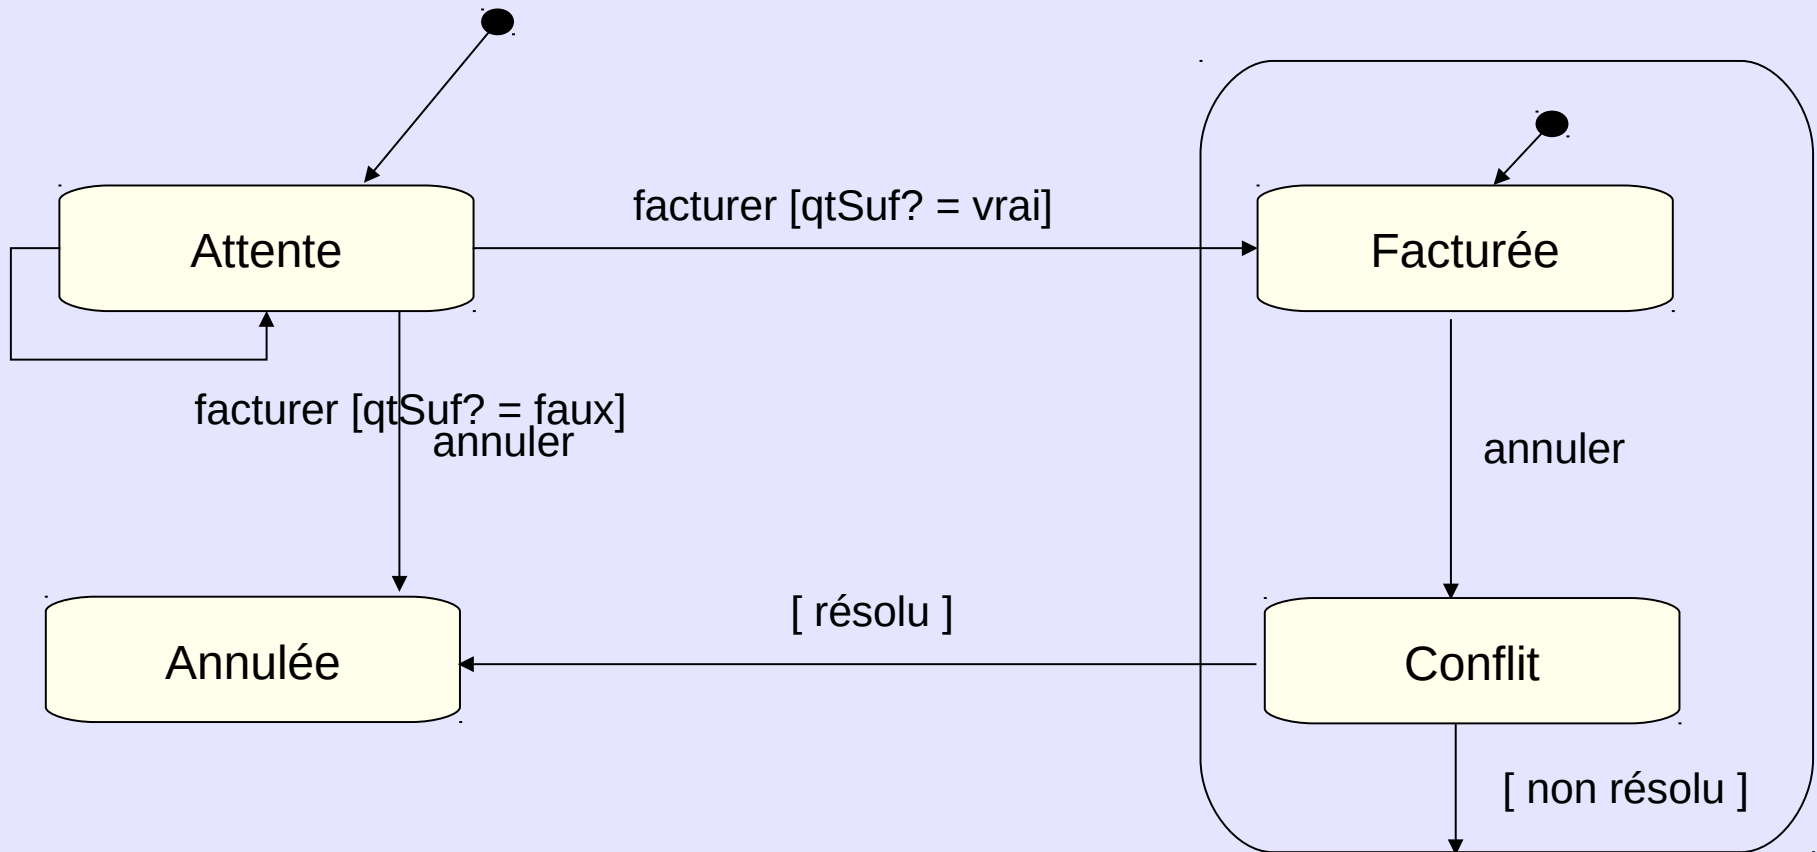 facturer [qtSuf? = vrai]
Attente
Facturée
facturer [qtSuf? = faux]
annuler
annuler
[ résolu ]
Annulée
Conflit
[ non résolu ]